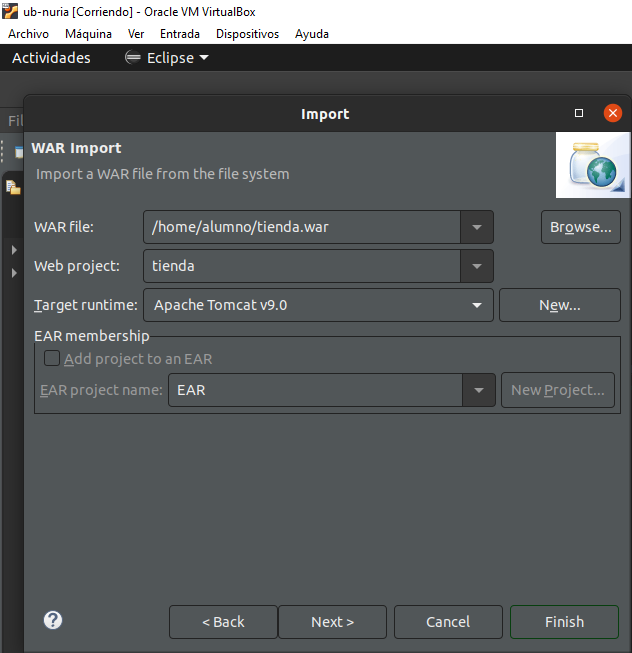 ub-nuria [Corriendo] - Oracle VM VirtualBox
Archivo Máquina Ver Entrada Dispositivos Ayuda
Actividades Eclipse
Import
Fil
WAR Import
Import a WAR file from the file system
WAR file: /home/alumno/tienda.war Browse...
Web project: tienda
Target runtime: Apache Tomcat v9.0 New...
EAR membership
Add project to an EAR
EAR project name: EAR New Project...
? < Back Next > Cancel Finish